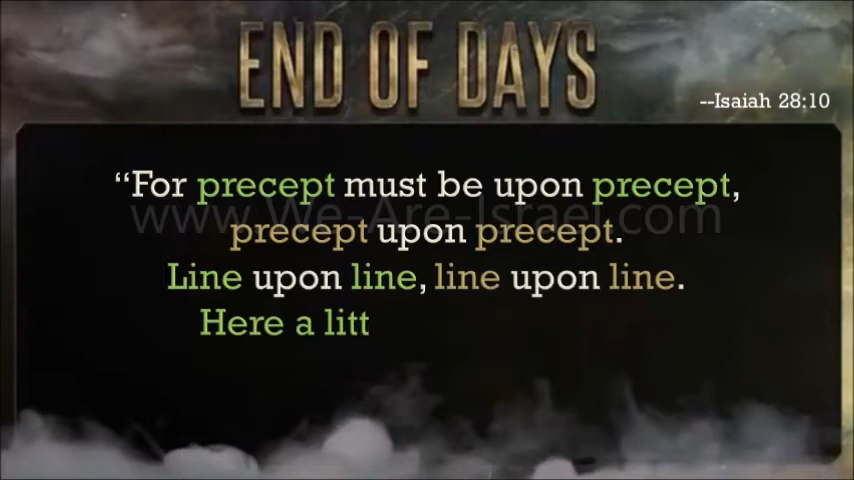 END OF DAYS
--Isaiah 28:10
“For precept must be upon precept,
www.We-Are-Israel.com
precept upon precept.
Line upon line, line upon line.
Here a litt